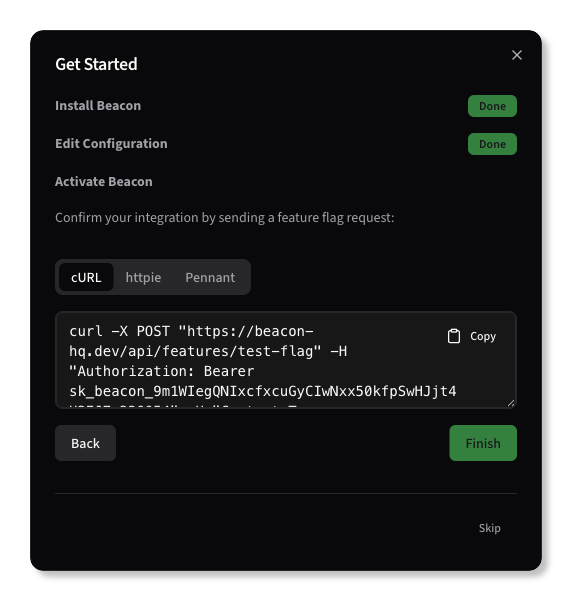 Get Started
Install Beacon
Done
Edit Configuration
Done
Activate Beacon
Confirm your integration by sending a feature flag request:
cURL
httpie
Pennant
curl -X POST "https://beacon-
hq.dev/api/features/test-flag" -H
"Authorization: Bearer
sk_beacon_9m1WIegQNIxcfxcuGyCIwNxx50kfpSwHJjt4
Copy
Back
Finish
Skip